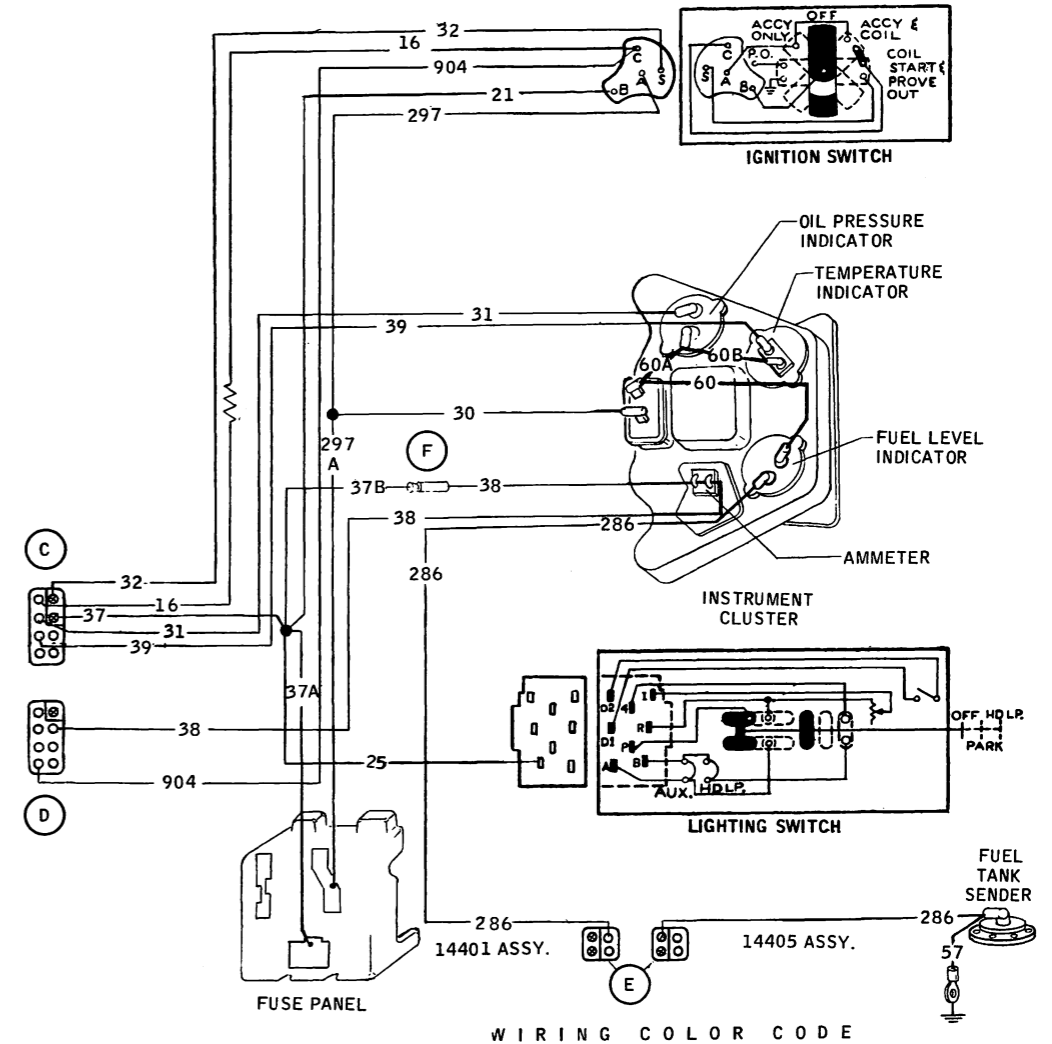 32
16
904
21
297
C
A
S
B
OFF
ACCY ONLY
ACCY &
COIL
P.O.
COIL
START &
PROVE
OUT
C
S
A
B
IGNITION SWITCH
OIL PRESSURE
INDICATOR
TEMPERATURE
INDICATOR
31
39
60A
60B
60
30
297
A
F
FUEL LEVEL
INDICATOR
37B
38
38
286
AMMETER
286
C
INSTRUMENT
CLUSTER
32
16
37
31
39
37A
38
25
904
D
D2
4
I
D1
R
P
A
B
AUX.
HDLP.
OFF HDLP.
PARK
LIGHTING SWITCH
FUEL
TANK
SENDER
286
286
14401 ASSY.
14405 ASSY.
57
E
FUSE PANEL
WIRING COLOR CODE